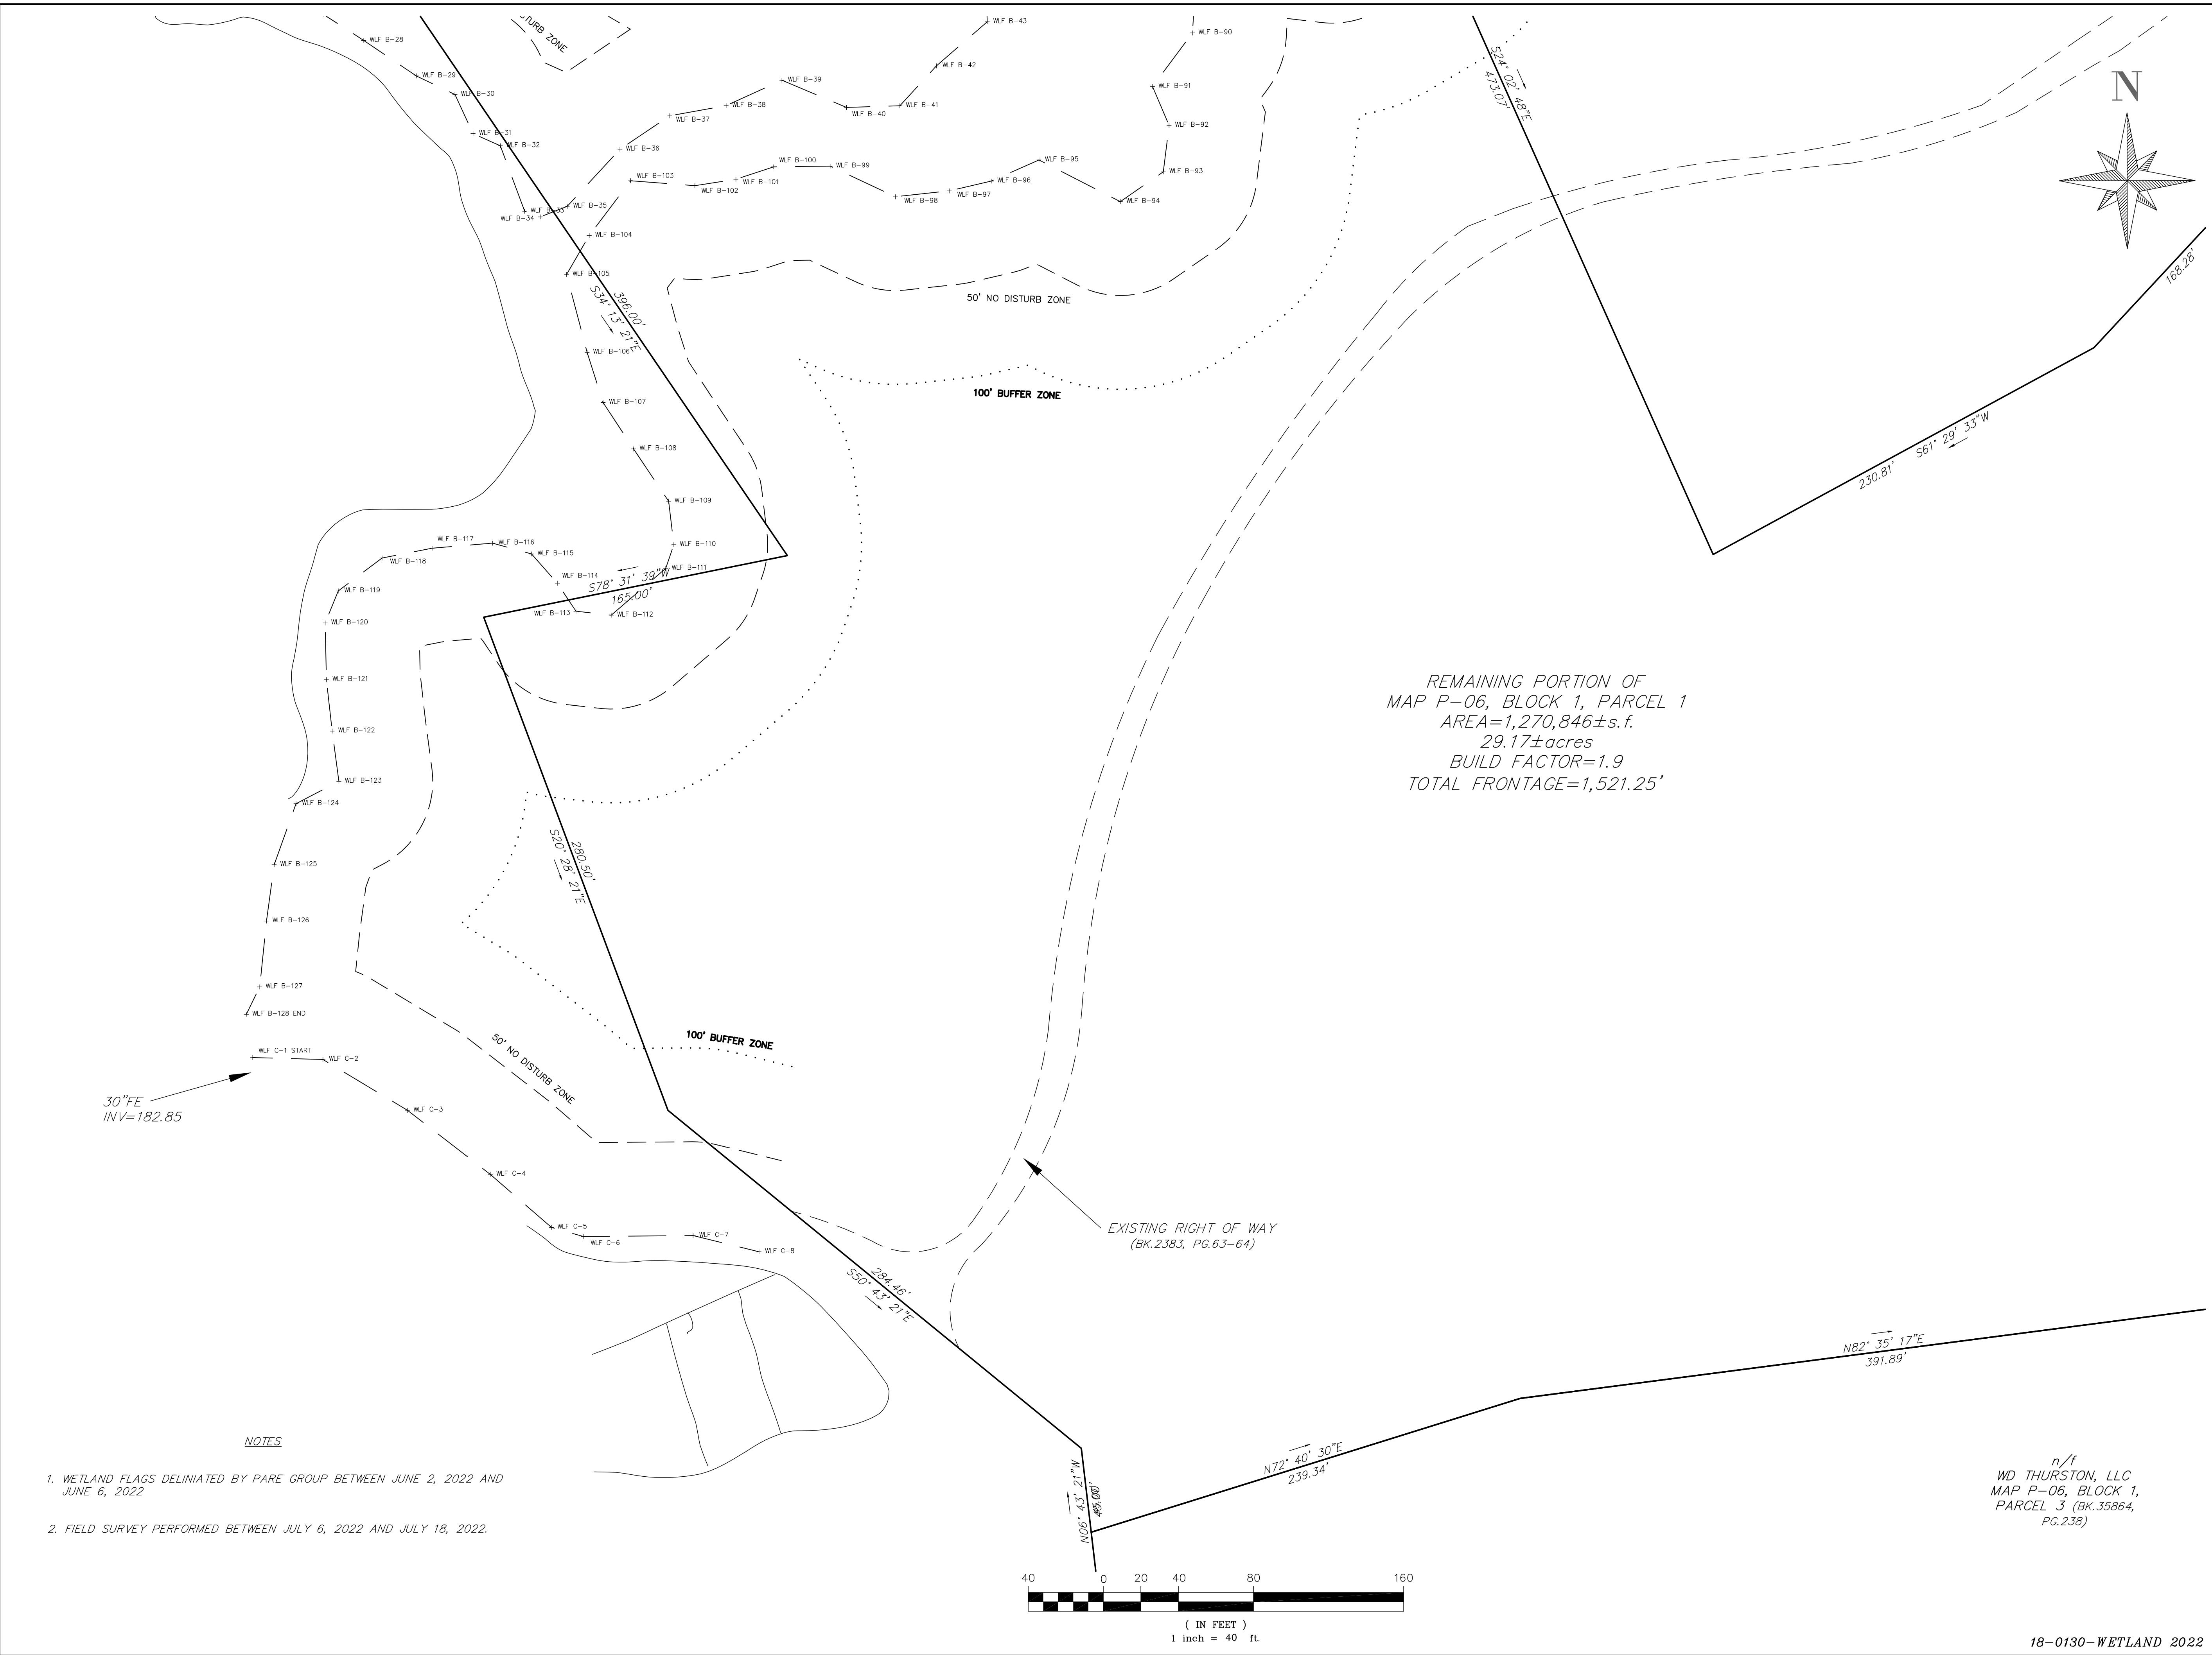 WLF B-28
WLF B-29
WLF B-30
WLF B-31
WLF B-32
WLF B-33
WLF B-34
WLF B-35
WLF B-36
WLF B-37
WLF B-38
WLF B-39
WLF B-40
WLF B-41
WLF B-42
WLF B-43
TURB ZONE
WLF B-90
WLF B-91
WLF B-92
WLF B-93
WLF B-94
WLF B-95
WLF B-96
WLF B-97
WLF B-98
WLF B-99
WLF B-100
WLF B-101
WLF B-102
WLF B-103
WLF B-104
WLF B-105
WLF B-106
WLF B-107
WLF B-108
WLF B-109
WLF B-110
WLF B-111
WLF B-112
WLF B-113
WLF B-114
WLF B-115
WLF B-116
WLF B-117
WLF B-118
WLF B-119
WLF B-120
WLF B-121
WLF B-122
WLF B-123
WLF B-124
WLF B-125
WLF B-126
WLF B-127
WLF B-128 END
WLF C-1 START
WLF C-2
WLF C-3
WLF C-4
WLF C-5
WLF C-6
WLF C-7
WLF C-8
S24° 02' 48"E
473.07'
N
168.28'
S61° 29' 33"W
230.81'
396.00'
S34° 13' 21"E
50' NO DISTURB ZONE
100' BUFFER ZONE
S78° 31' 39"W
165.00'
280.50'
S20° 28' 21"E
100' BUFFER ZONE
50' NO DISTURB ZONE
REMAINING PORTION OF
MAP P-06, BLOCK 1, PARCEL 1
AREA=1,270,846±s.f.
29.17±acres
BUILD FACTOR=1.9
TOTAL FRONTAGE=1,521.25'
30"FE
INV=182.85
EXISTING RIGHT OF WAY
(BK.2383, PG.63-64)
284.46'
S50° 43' 21"E
N06° 43' 21"W
N72° 40' 30"E
239.34'
N82° 35' 17"E
391.89'
n/f
WD THURSTON, LLC
MAP P-06, BLOCK 1,
PARCEL 3 (BK.35864,
PG.238)
NOTES
1. WETLAND FLAGS DELINIATED BY PARE GROUP BETWEEN JUNE 2, 2022 AND
JUNE 6, 2022
2. FIELD SURVEY PERFORMED BETWEEN JULY 6, 2022 AND JULY 18, 2022.
40 0 20 40 80 160
( IN FEET )
1 inch = 40 ft.
18-0130-WETLAND 2022